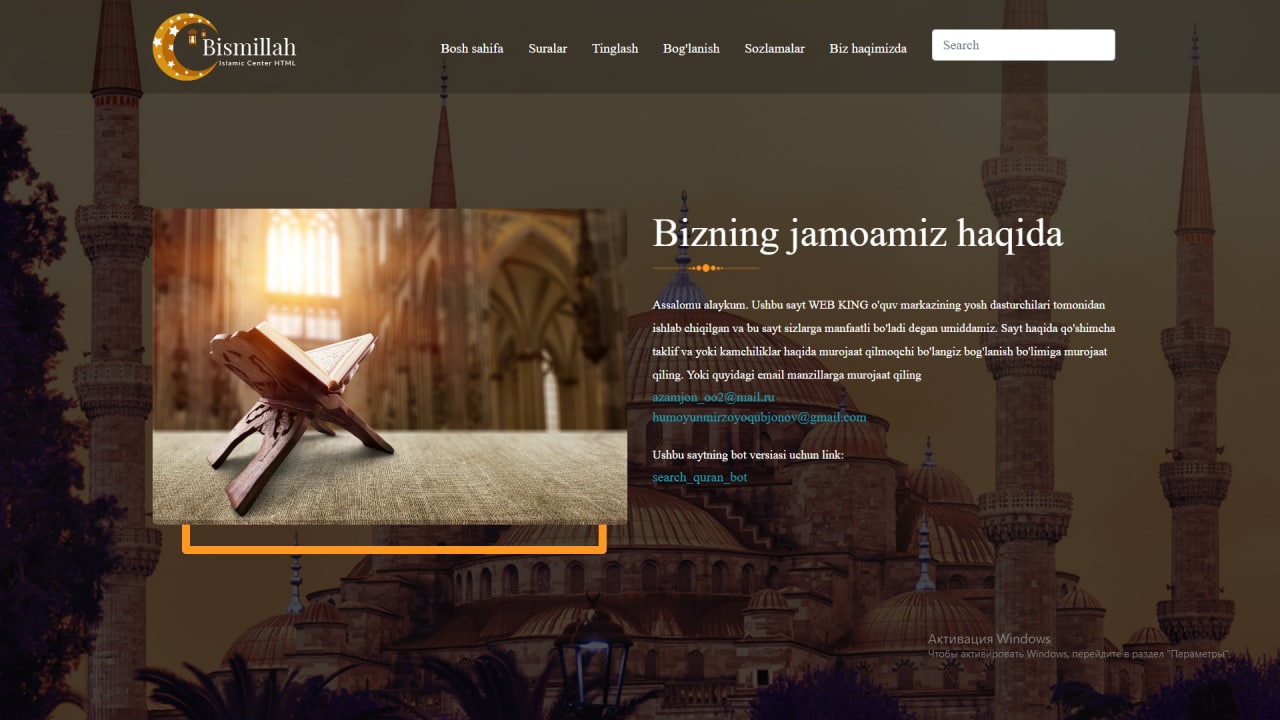 Bismillah
Islamic Center HTML
Bosh sahifa Suralar Tinglash Bog'lanish Sozlamalar Biz haqimizda Search
Bizning jamoamiz haqida
Assalomu alaykum. Ushbu sayt WEB KING o'quv markazining yosh dasturchilari tomonidan
ishlab chiqilgan va bu sayt sizlarga manfaatli bo'ladi degan umiddamiz. Sayt haqida qo'shimcha
taklif va yoki kamchiliklar haqida murojaat qilmoqchi bo'langiz bog'lanish bo'limiga murojaat
qiling. Yoki quyidagi email manzillarga murojaat qiling
azamjon_oo2@mail.ru
humoyunmirzoyoqubjonov@gmail.com
Ushbu saytning bot versiasi uchun link:
search_quran_bot
Активация Windows
Чтобы активировать Windows, перейдите в раздел "Параметры".